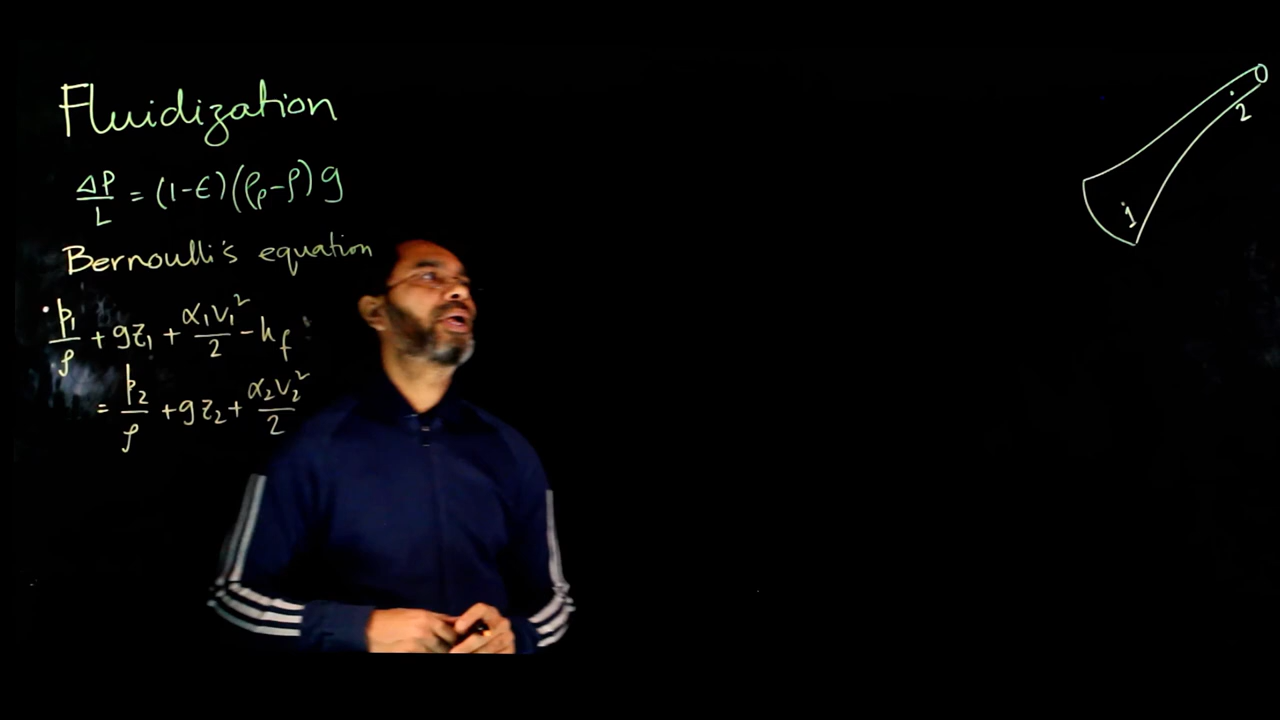 Fluidization
ΔP/L = (1-ϵ)(ρp-ρ)g
Bernoulli's equation
p₁/ρ + gz₁ + α₁v₁²/2 - hf
= p₂/ρ + gz₂ + α₂v₂²/2
2
1